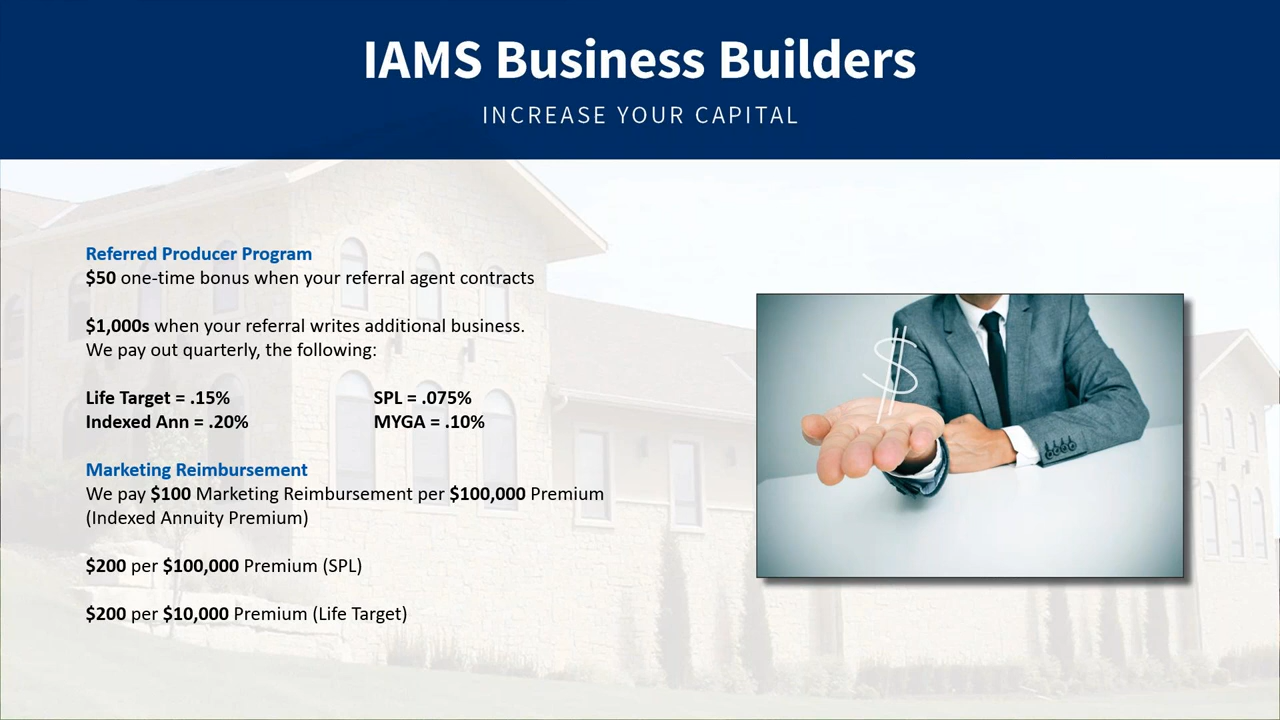 IAMS Business Builders
INCREASE YOUR CAPITAL
Referred Producer Program
$50 one-time bonus when your referral agent contracts
$1,000s when your referral writes additional business.
We pay out quarterly, the following:
Life Target = .15% SPL = .075%
Indexed Ann = .20% MYGA = .10%
Marketing Reimbursement
We pay $100 Marketing Reimbursement per $100,000 Premium
(Indexed Annuity Premium)
$200 per $100,000 Premium (SPL)
$200 per $10,000 Premium (Life Target)
$